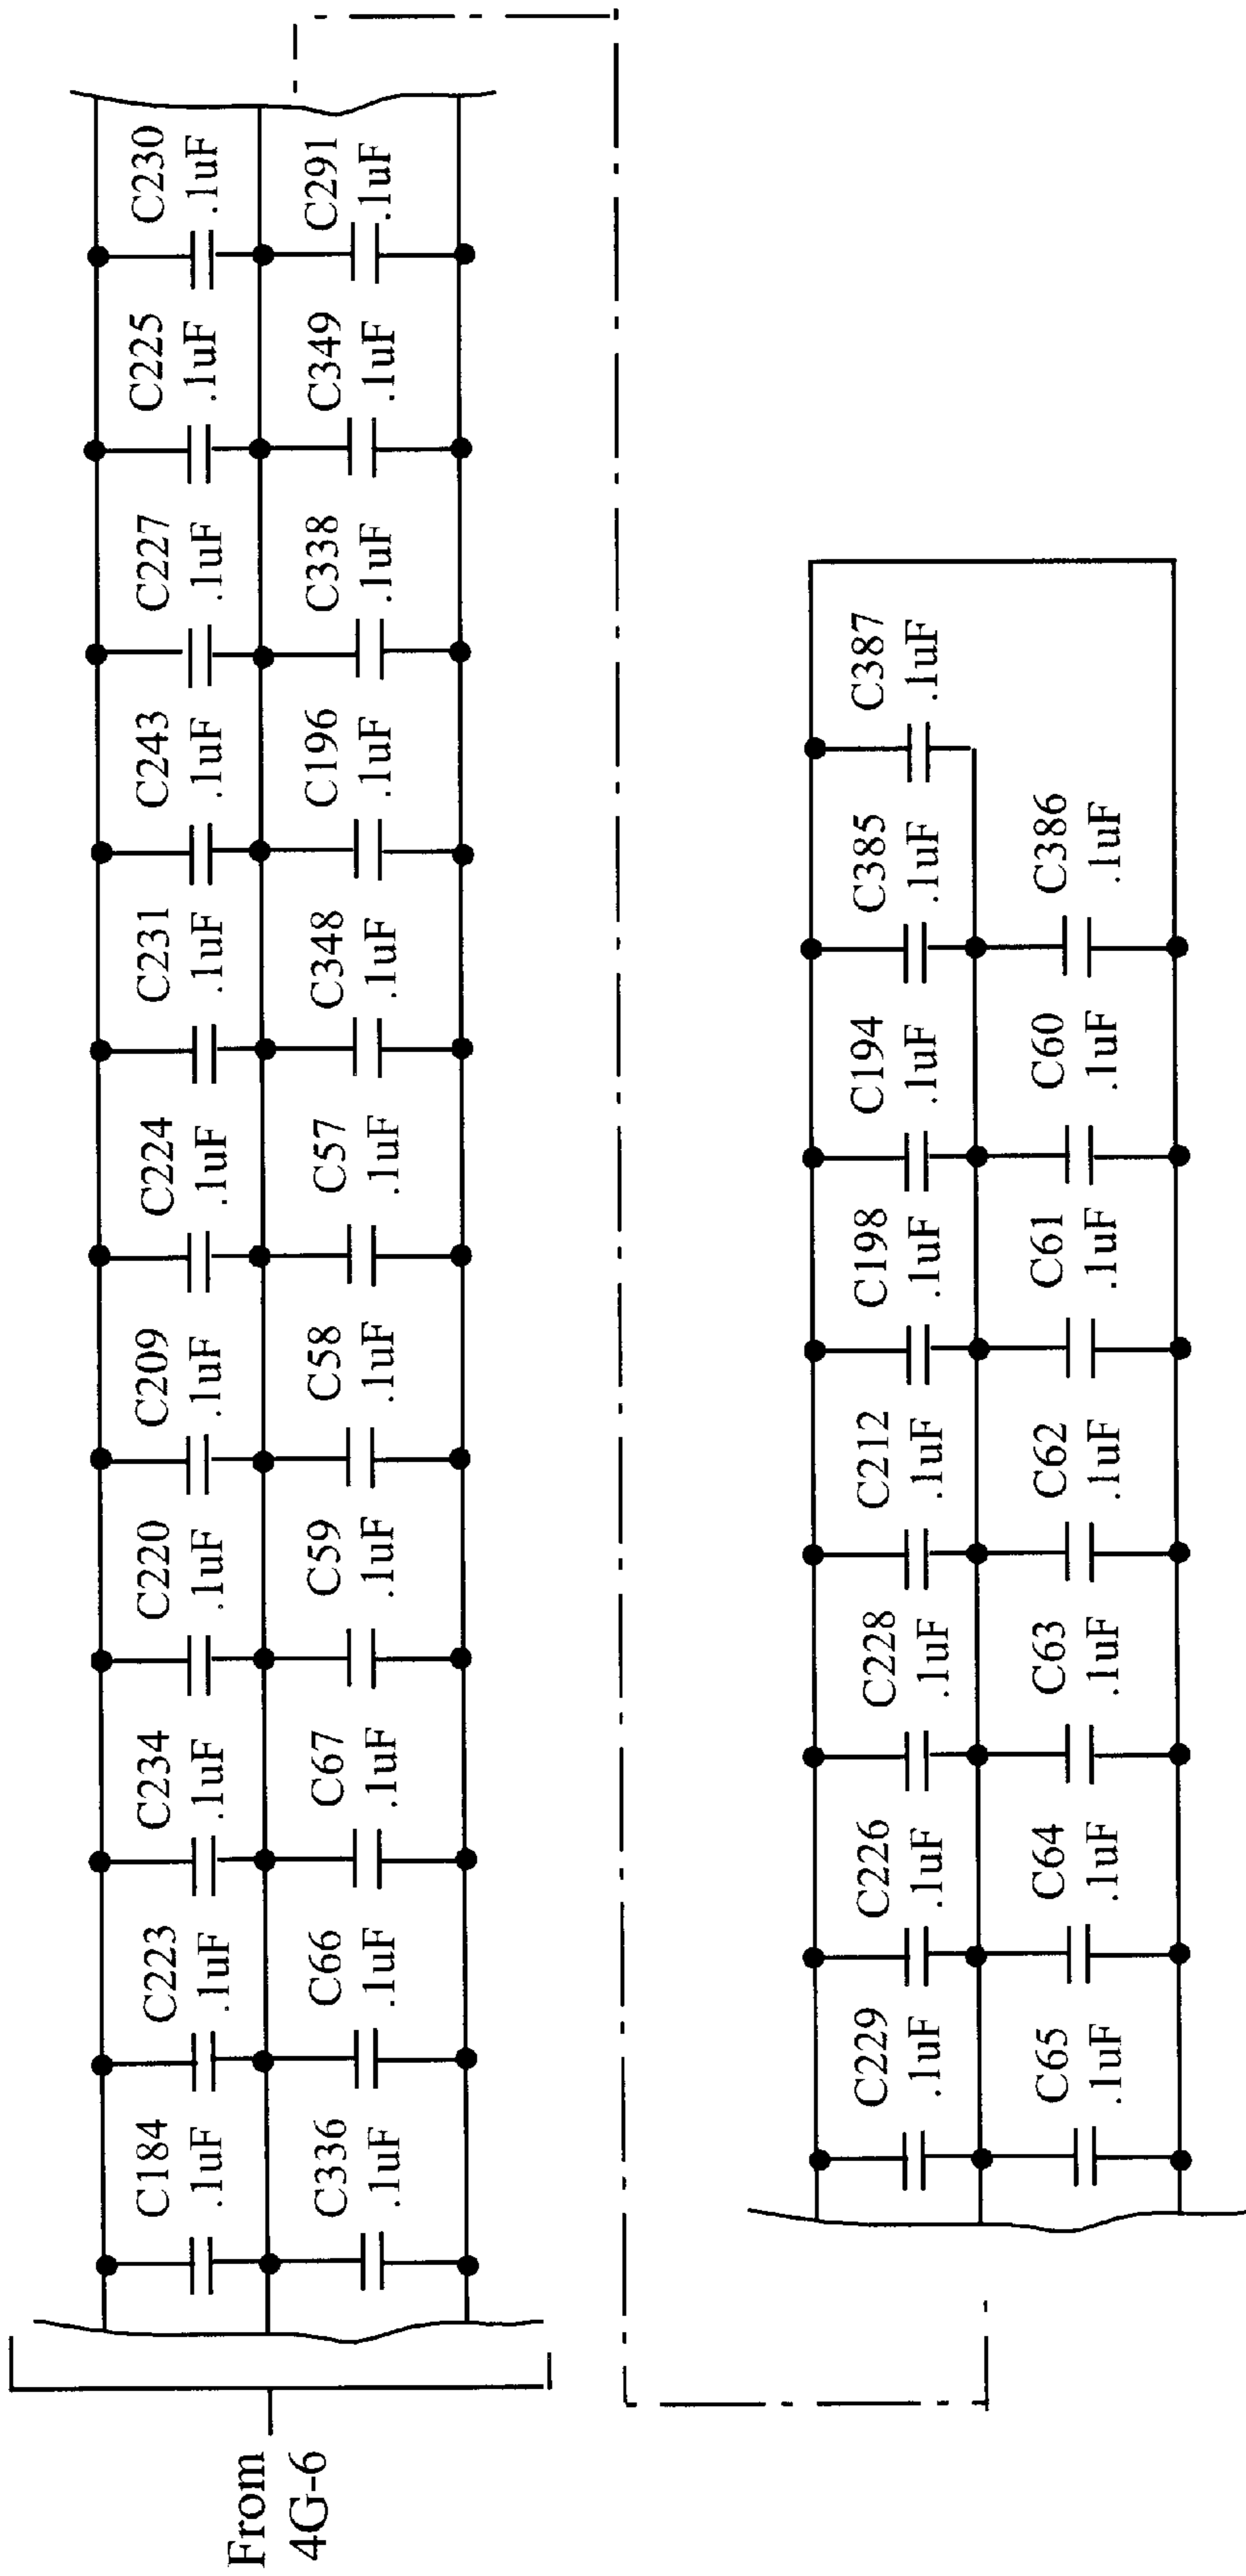 From
4G-6
C184
.1uF
C223
.1uF
C234
.1uF
C220
.1uF
C209
.1uF
C224
.1uF
C231
.1uF
C243
.1uF
C227
.1uF
C225
.1uF
C230
.1uF
C336
.1uF
C66
.1uF
C67
.1uF
C59
.1uF
C58
.1uF
C57
.1uF
C348
.1uF
C196
.1uF
C338
.1uF
C349
.1uF
C291
.1uF
C229
.1uF
C226
.1uF
C228
.1uF
C212
.1uF
C198
.1uF
C194
.1uF
C385
.1uF
C387
.1uF
C65
.1uF
C64
.1uF
C63
.1uF
C62
.1uF
C61
.1uF
C60
.1uF
C386
.1uF